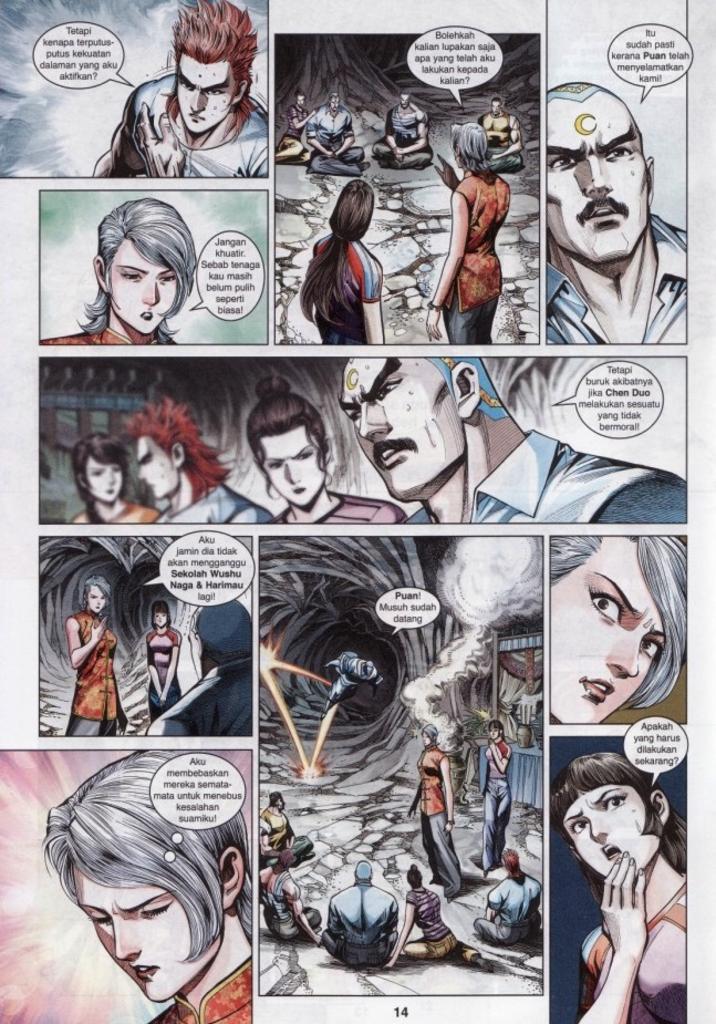 Tetapi
kenapa terputus-
putus kekuatan
dalaman yang aku
aktifkan?
Bolehkah
kalian lupakan saja
apa yang telah aku
lakukan kepada
kalian?
Itu
sudah pasti
kerana Puan telah
menyelamatkan
kami!
Jangan
khuatir.
Sebab tenaga
kau masih
belum pulih
seperti
biasa!
Tetapi
buruk akibatnya
jika Chen Duo
melakukan sesuatu
yang tidak
bermoral!
Aku
jamin dia tidak
akan mengganggu
Sekolah Wushu
Naga & Harimau
lagi!
Puan!
Musuh sudah
datang
Apakah
yang harus
dilakukan
sekarang?
Aku
membebaskan
mereka semata-
mata untuk menebus
kesalahan
suamiku!
14